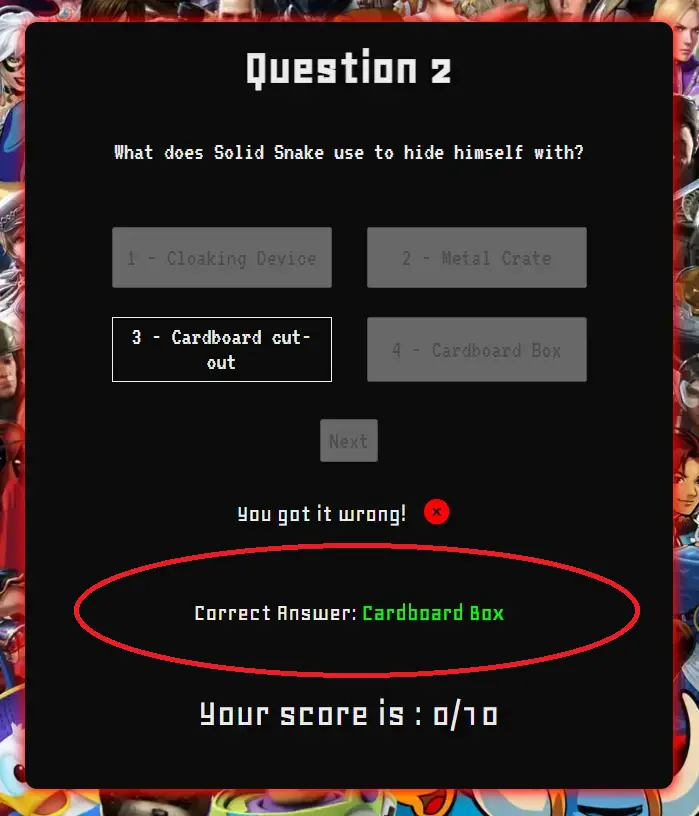 Question 2
What does Solid Snake use to hide himself with?
1 - Cloaking Device
2 - Metal Crate
3 - Cardboard cut-
out
4 - Cardboard Box
Next
You got it wrong!
Correct Answer: Cardboard Box
Your score is : 0/10